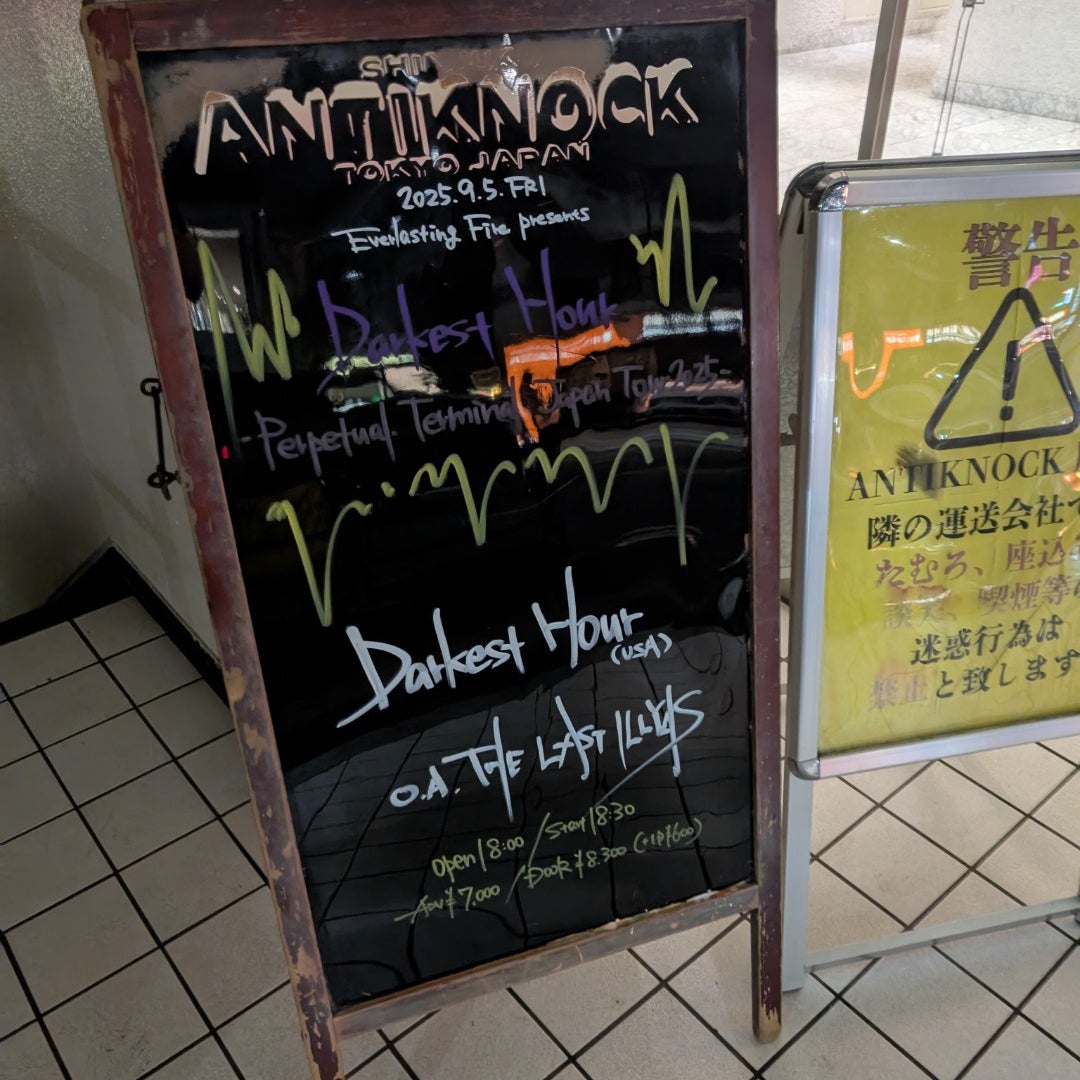 ANTIKNOCK
TOKYO JAPAN
2025.9.5.FRI
Everlasting Fire presents
Darkest Hour
-Perpetual Terminal Japan Tour 2025-
Darkest Hour
(USA)
O.A. THE LAST ILLYAS
Open 18:00 / Start 18:30
ADV ¥7.000 / DOOR ¥8.300 (+1D¥600)
警告
!
ANTIKNOCK
隣の運送会社
たむろ、座込
談笑、喫煙等
迷惑行為は
禁止と致します